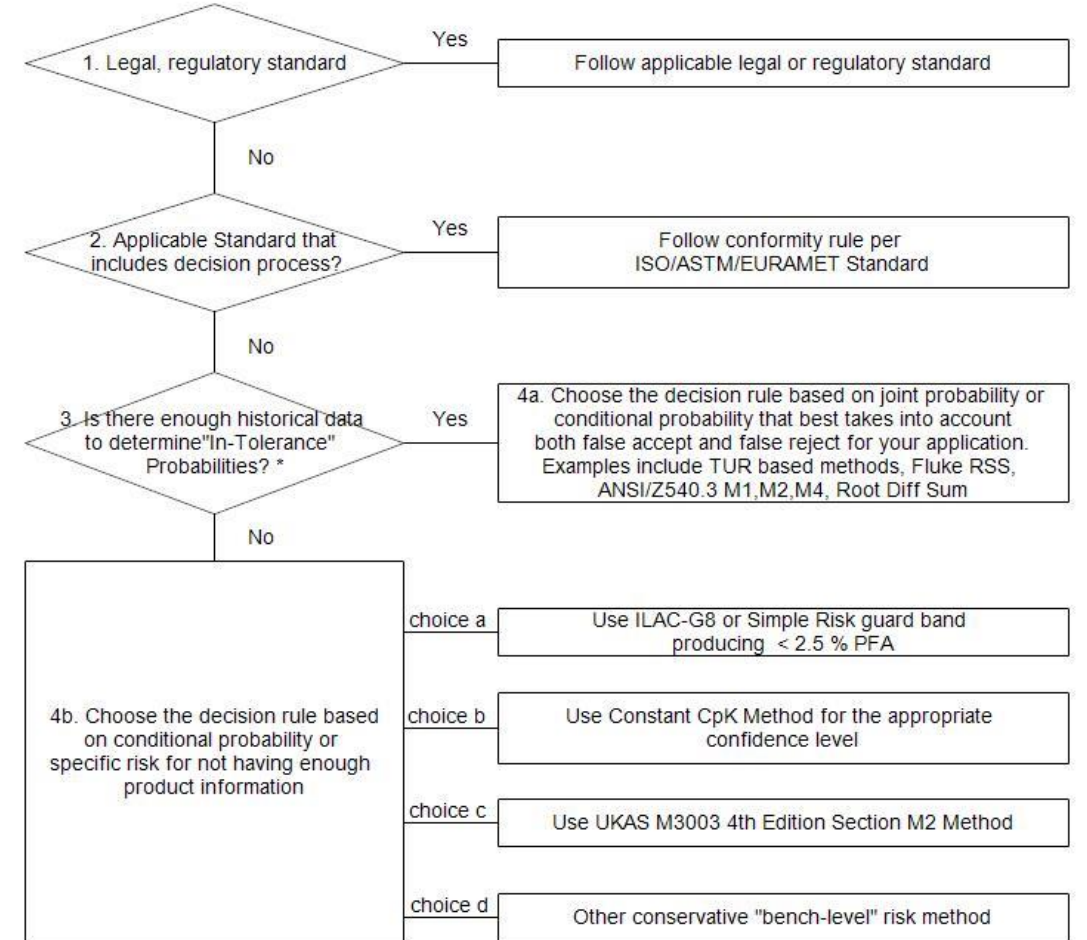 1. Legal, regulatory standard
Yes
Follow applicable legal or regulatory standard
No
2. Applicable Standard that
includes decision process?
Yes
Follow conformity rule per
ISO/ASTM/EURAMET Standard
No
3. Is there enough historical data
to determine"In-Tolerance"
Probabilities? *
Yes
4a. Choose the decision rule based on joint probability or
conditional probability that best takes into account
both false accept and false reject for your application.
Examples include TUR based methods, Fluke RSS,
ANSI/Z540.3 M1,M2,M4, Root Diff Sum
No
4b. Choose the decision rule based
on conditional probability or
specific risk for not having enough
product information
choice a
Use ILAC-G8 or Simple Risk guard band
producing < 2.5 % PFA
choice b
Use Constant CpK Method for the appropriate
confidence level
choice c
Use UKAS M3003 4th Edition Section M2 Method
choice d
Other conservative "bench-level" risk method